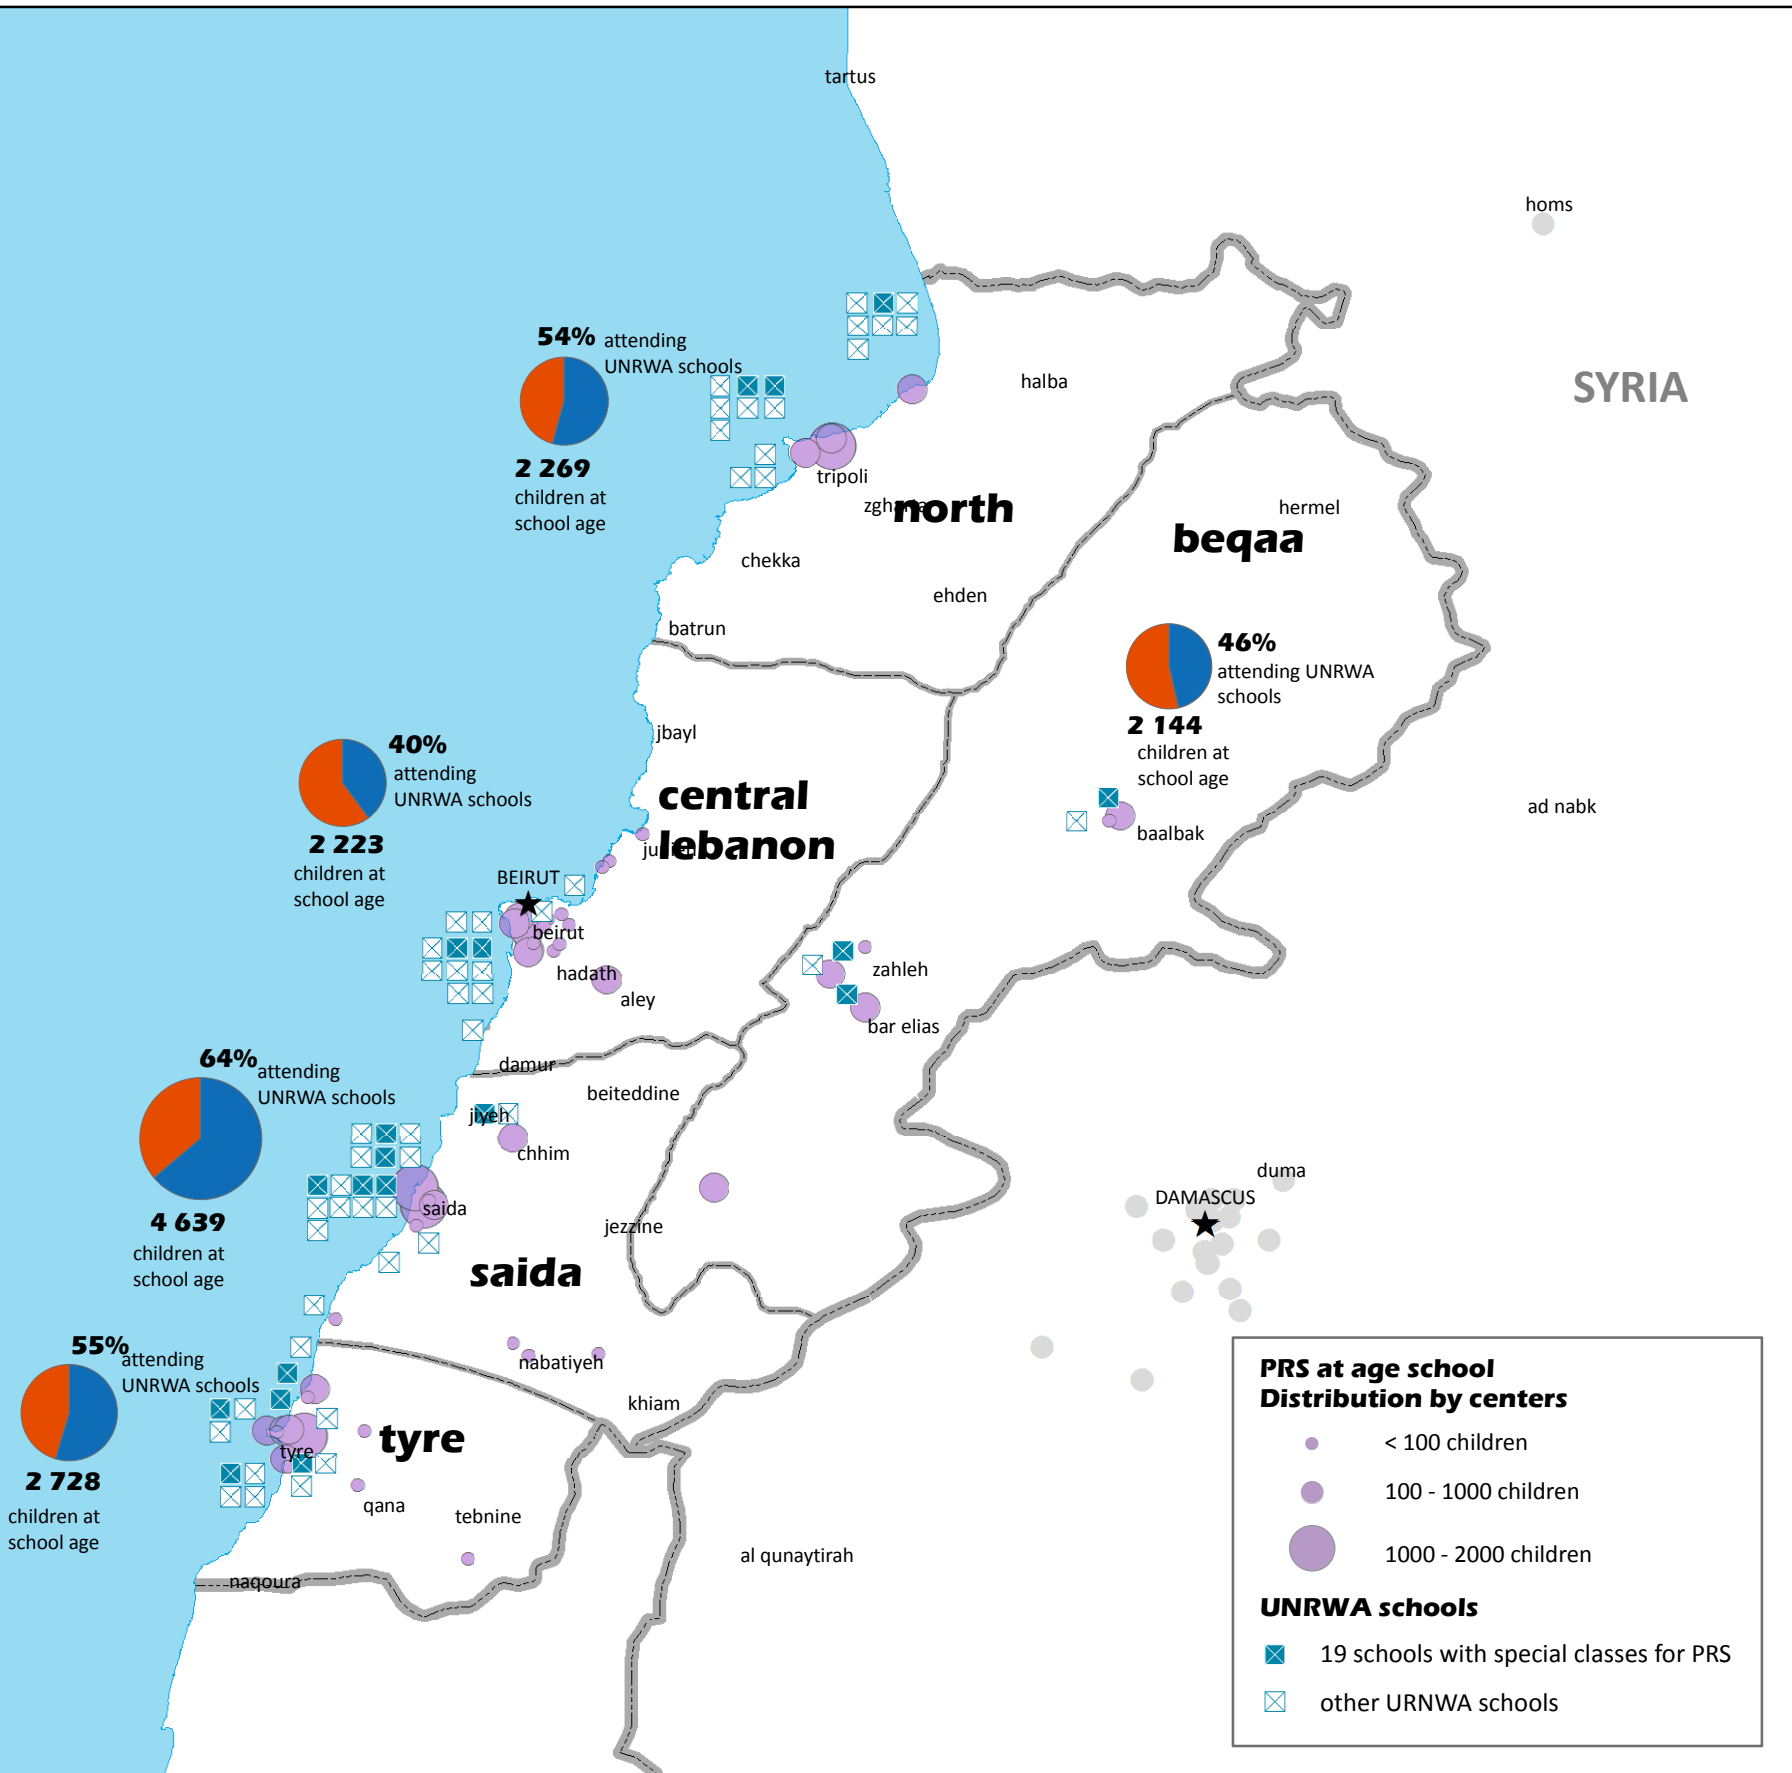 tartus
homs
SYRIA
54% attending
UNRWA schools
2 269
children at
school age
halba
tripoli
north
hermel
beqaa
chekka
ehden
batrun
46%
attending UNRWA
schools
2 144
children at
school age
jbayl
40%
attending
UNRWA schools
2 223
children at
school age
central
lebanon
ad nabk
baalbak
BEIRUT
beirut
hadath
aley
zahleh
bar elias
64% attending
UNRWA schools
4 639
children at
school age
damur
beiteddine
jiyeh
chhim
saida
jezzine
saida
duma
DAMASCUS
55%
attending
UNRWA schools
2 728
children at
school age
nabatiyeh
khiam
tyre
tyre
qana
tebnine
naqoura
al qunaytirah
PRS at age school
Distribution by centers
< 100 children
100 - 1000 children
1000 - 2000 children
UNRWA schools
19 schools with special classes for PRS
other URNWA schools